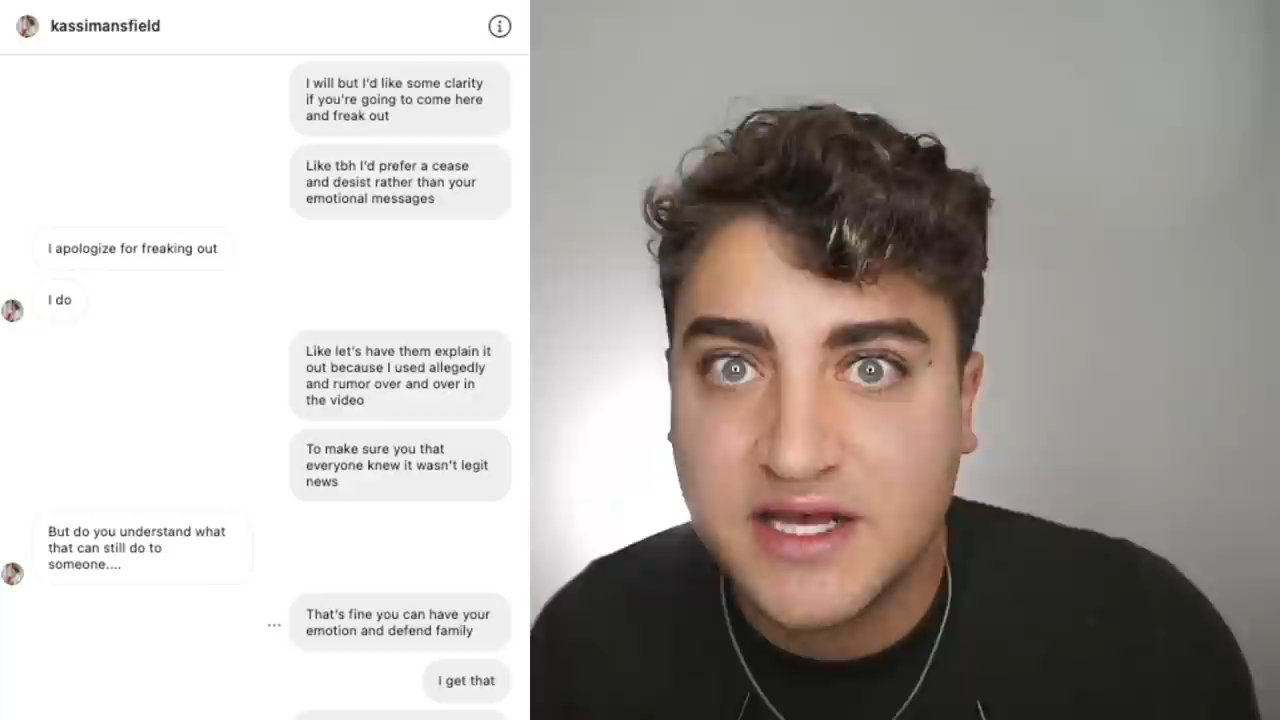 kassimansfield
I will but I'd like some clarity
if you're going to come here
and freak out
Like tbh I'd prefer a cease
and desist rather than your
emotional messages
I apologize for freaking out
I do
Like let's have them explain it
out because I used allegedly
and rumor over and over in
the video
To make sure you that
everyone knew it wasn't legit
news
But do you understand what
that can still do to
someone....
That's fine you can have your
emotion and defend family
I get that